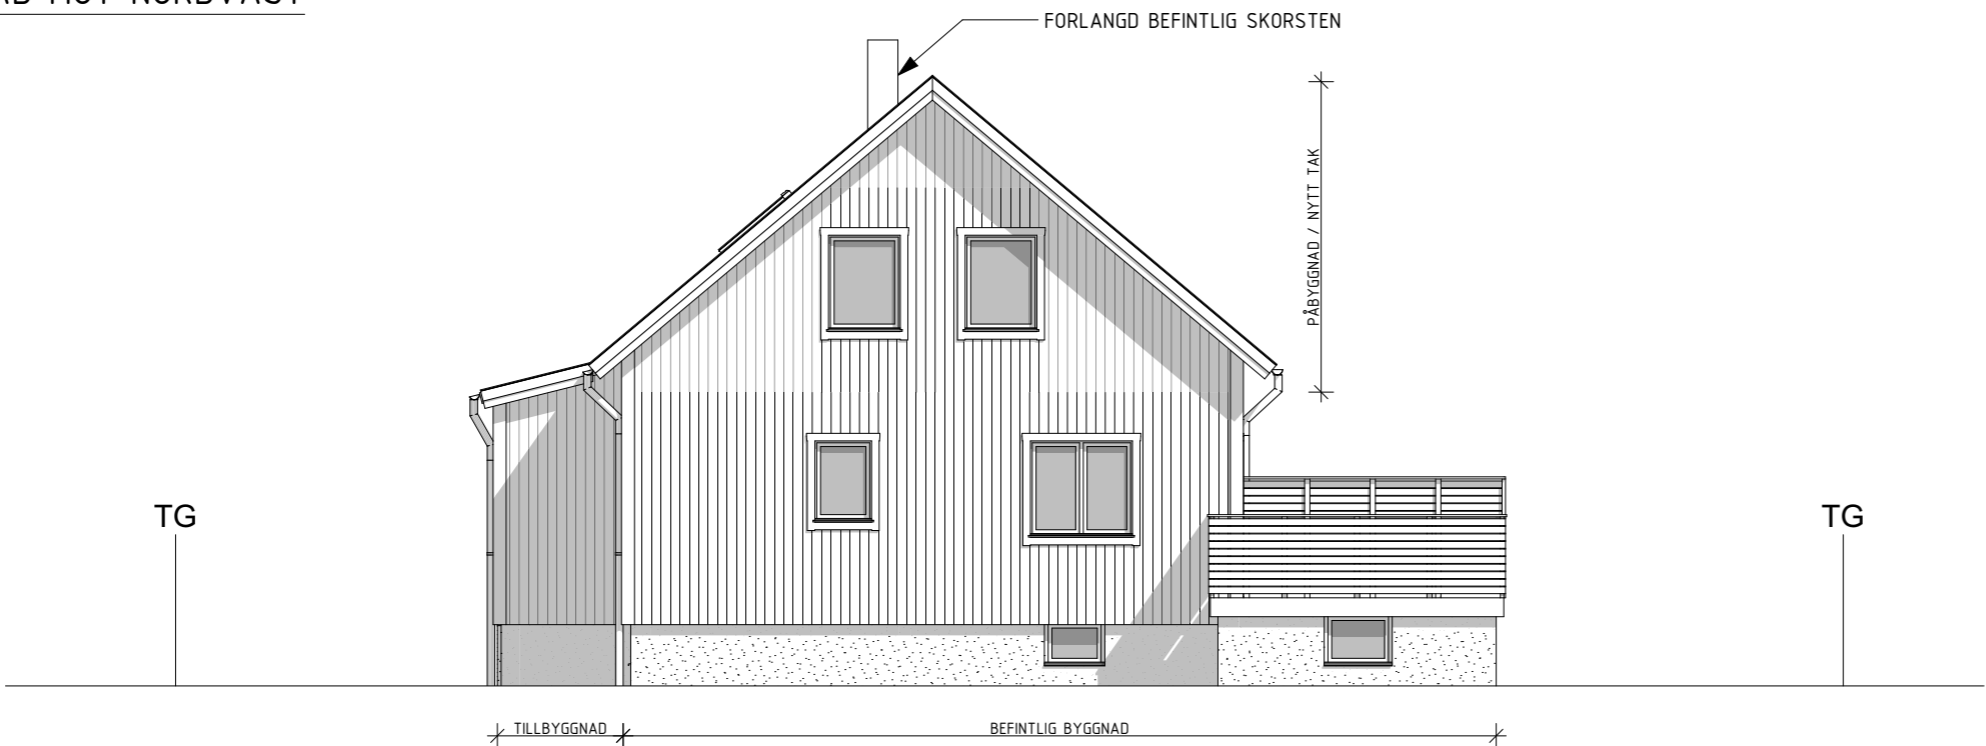 FORLANGD BEFINTLIG SKORSTEN
PÅBYGGNAD / NYTT TAK
TG
TG
TILLBYGGNAD
BEFINTLIG BYGGNAD